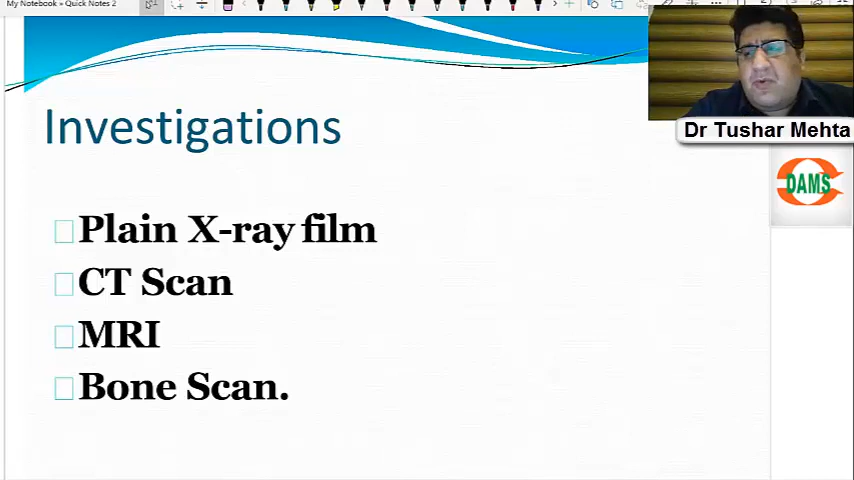 My Notebook » Quick Notes 2
Dr Tushar Mehta
DAMS
Investigations
Plain X-ray film
CT Scan
MRI
Bone Scan.